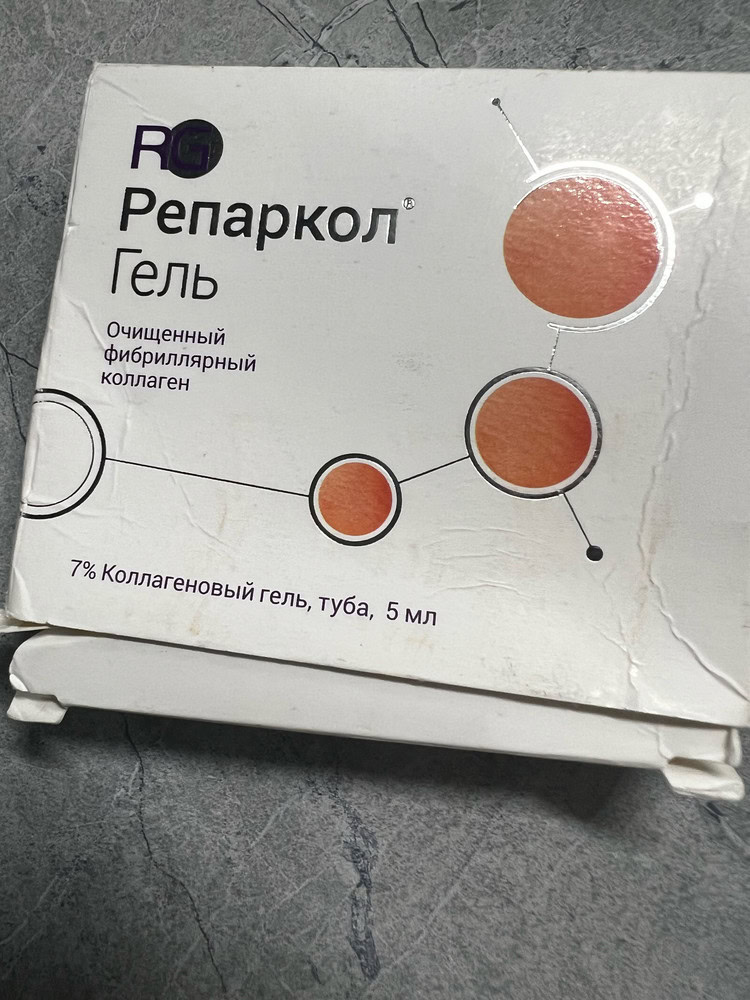 RG
Репаркол®
Гель
Очищенный
фибриллярный
коллаген
7% Коллагеновый гель, туба, 5 мл